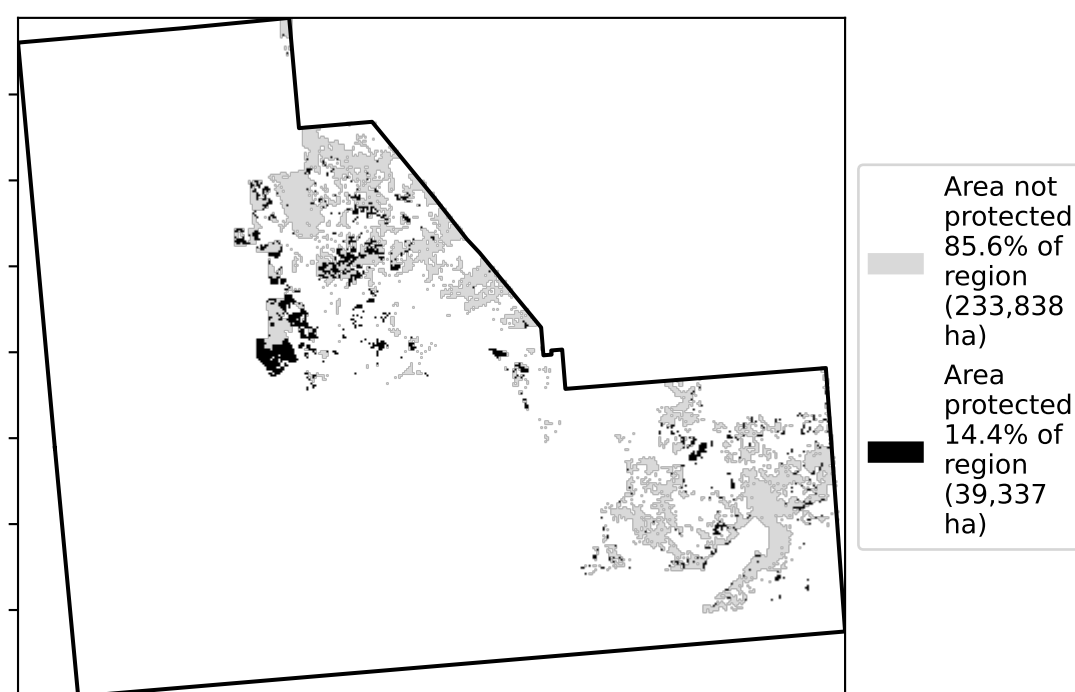 Area not
protected
85.6% of
region
(233,838
ha)
Area
protected
14.4% of
region
(39,337
ha)